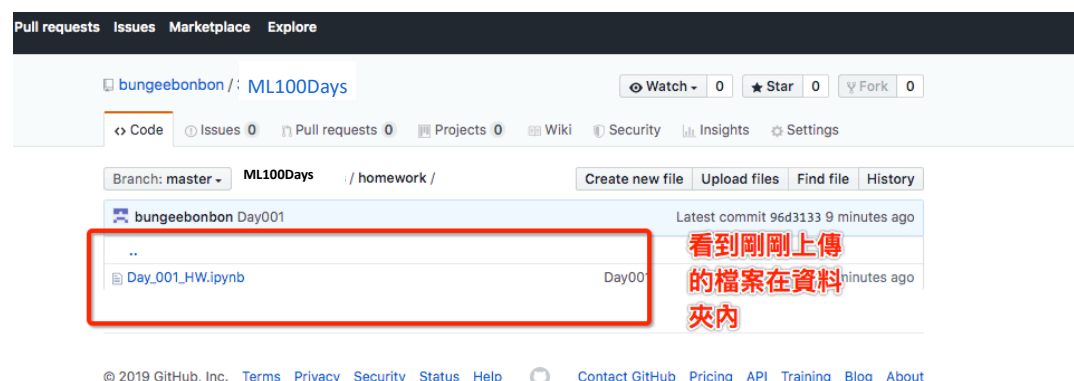 Pull requests Issues Marketplace Explore
bungeebonbon / ML100Days
Watch 0 Star 0 Fork 0
Code Issues 0 Pull requests 0 Projects 0 Wiki Security Insights Settings
Branch: master ML100Days / homework /
Create new file Upload files Find file History
bungeebonbon Day001
Latest commit 96d3133 9 minutes ago
..
Day_001_HW.ipynb Day001 minutes ago
看到剛剛上傳
的檔案在資料
夾內
© 2019 GitHub, Inc. Terms Privacy Security Status Help
Contact GitHub Pricing API Training Blog About